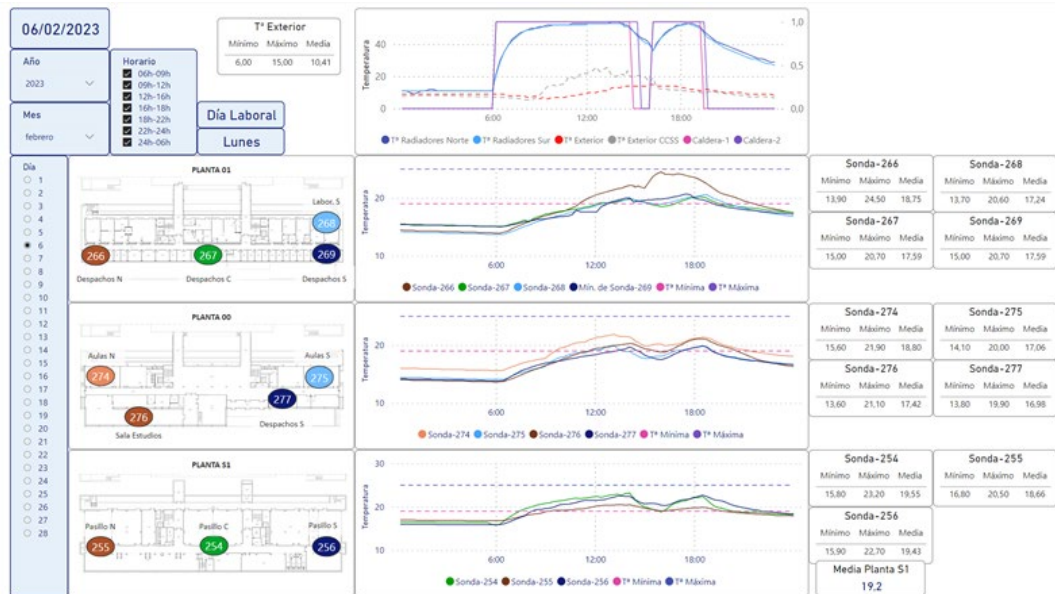 06/02/2023
Año
2023
Mes
febrero
Horario
06h-09h
09h-12h
12h-16h
16h-18h
18h-22h
22h-24h
24h-06h
Tª Exterior
Mínimo Máximo Media
6,00 15,00 10,41
Día Laboral
Lunes
Temperatura
40
20
0
1,0
0,5
0,0
6:00 12:00 18:00
Tª Radiadores Norte Tª Radiadores Sur Tª Exterior Tª Exterior CCSS Caldera-1 Caldera-2
Día
1
2
3
4
5
6
7
8
9
10
11
12
13
14
15
16
17
18
19
20
21
22
23
24
25
26
27
28
PLANTA 01
Labor. S
268
266
267
269
Despachos N Despachos C Despachos S
Temperatura
20
10
6:00 12:00 18:00
Sonda-266 Sonda-267 Sonda-268 Mín. de Sonda-269 Tª Mínima Tª Máxima
Sonda-266
Mínimo Máximo Media
13,90 24,50 18,75
Sonda-268
Mínimo Máximo Media
13,70 20,60 17,24
Sonda-267
Mínimo Máximo Media
15,00 20,70 17,59
Sonda-269
Mínimo Máximo Media
15,00 20,70 17,59
PLANTA 00
Aulas N Aulas S
274
275
277
276
Despachos S
Sala Estudios
Temperatura
20
10
6:00 12:00 18:00
Sonda-274 Sonda-275 Sonda-276 Sonda-277 Tª Mínima Tª Máxima
Sonda-274
Mínimo Máximo Media
15,60 21,90 18,80
Sonda-275
Mínimo Máximo Media
14,10 20,00 17,06
Sonda-276
Mínimo Máximo Media
13,60 21,10 17,42
Sonda-277
Mínimo Máximo Media
13,80 19,90 16,98
PLANTA S1
Pasillo N Pasillo C Pasillo S
255 254 256
Temperatura
30
20
10
6:00 12:00 18:00
Sonda-254 Sonda-255 Sonda-256 Tª Mínima Tª Máxima
Sonda-254
Mínimo Máximo Media
15,80 23,20 19,55
Sonda-255
Mínimo Máximo Media
16,80 20,50 18,66
Sonda-256
Mínimo Máximo Media
15,90 22,70 19,43
Media Planta S1
19,2